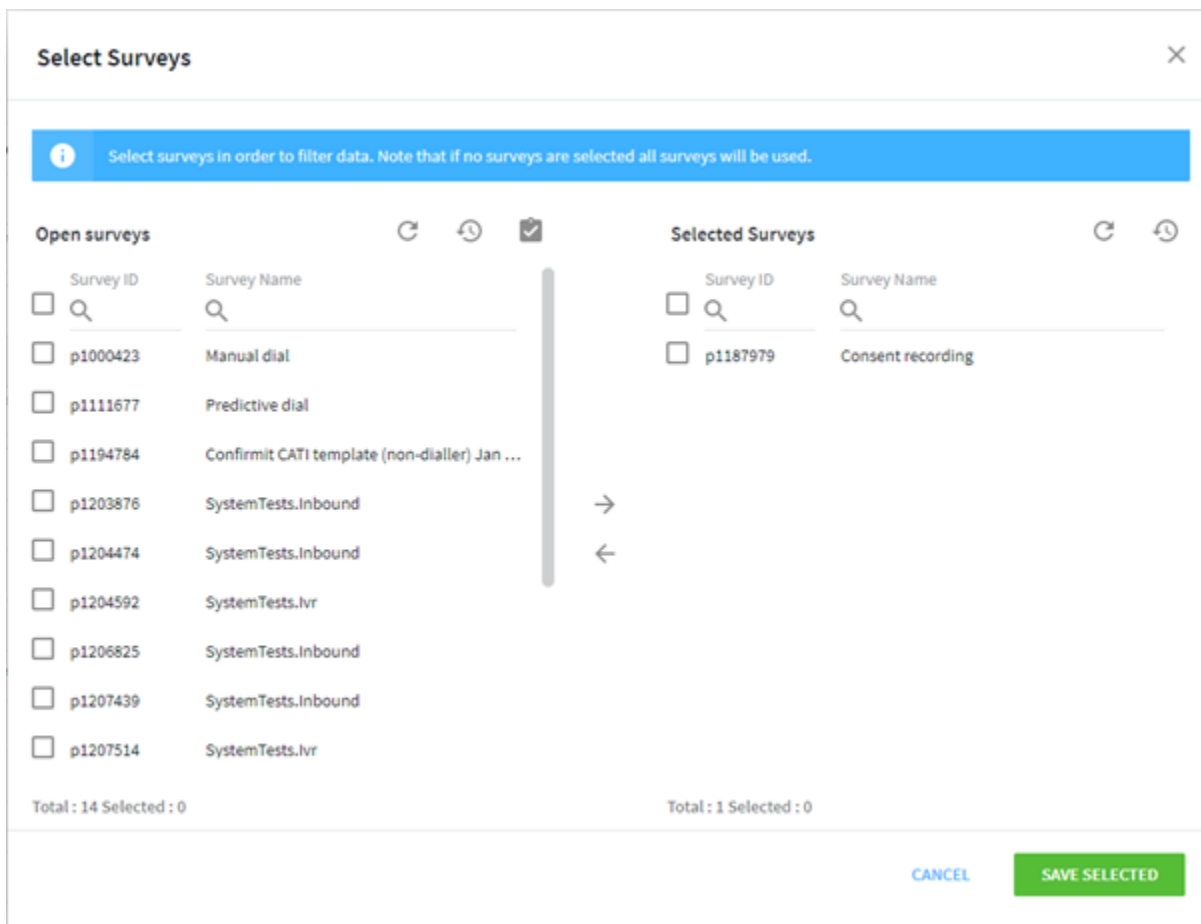 Select Surveys
Select surveys in order to filter data. Note that if no surveys are selected all surveys will be used.
Open surveys
Survey ID Survey Name
p1000423 Manual dial
p1111677 Predictive dial
p1194784 Confirmit CATI template (non-dialler) Jan ...
p1203876 SystemTests.Inbound
p1204474 SystemTests.Inbound
p1204592 SystemTests.Ivr
p1206825 SystemTests.Inbound
p1207439 SystemTests.Inbound
p1207514 SystemTests.Ivr
Total : 14 Selected : 0
Selected Surveys
Survey ID Survey Name
p1187979 Consent recording
Total : 1 Selected : 0
CANCEL
SAVE SELECTED